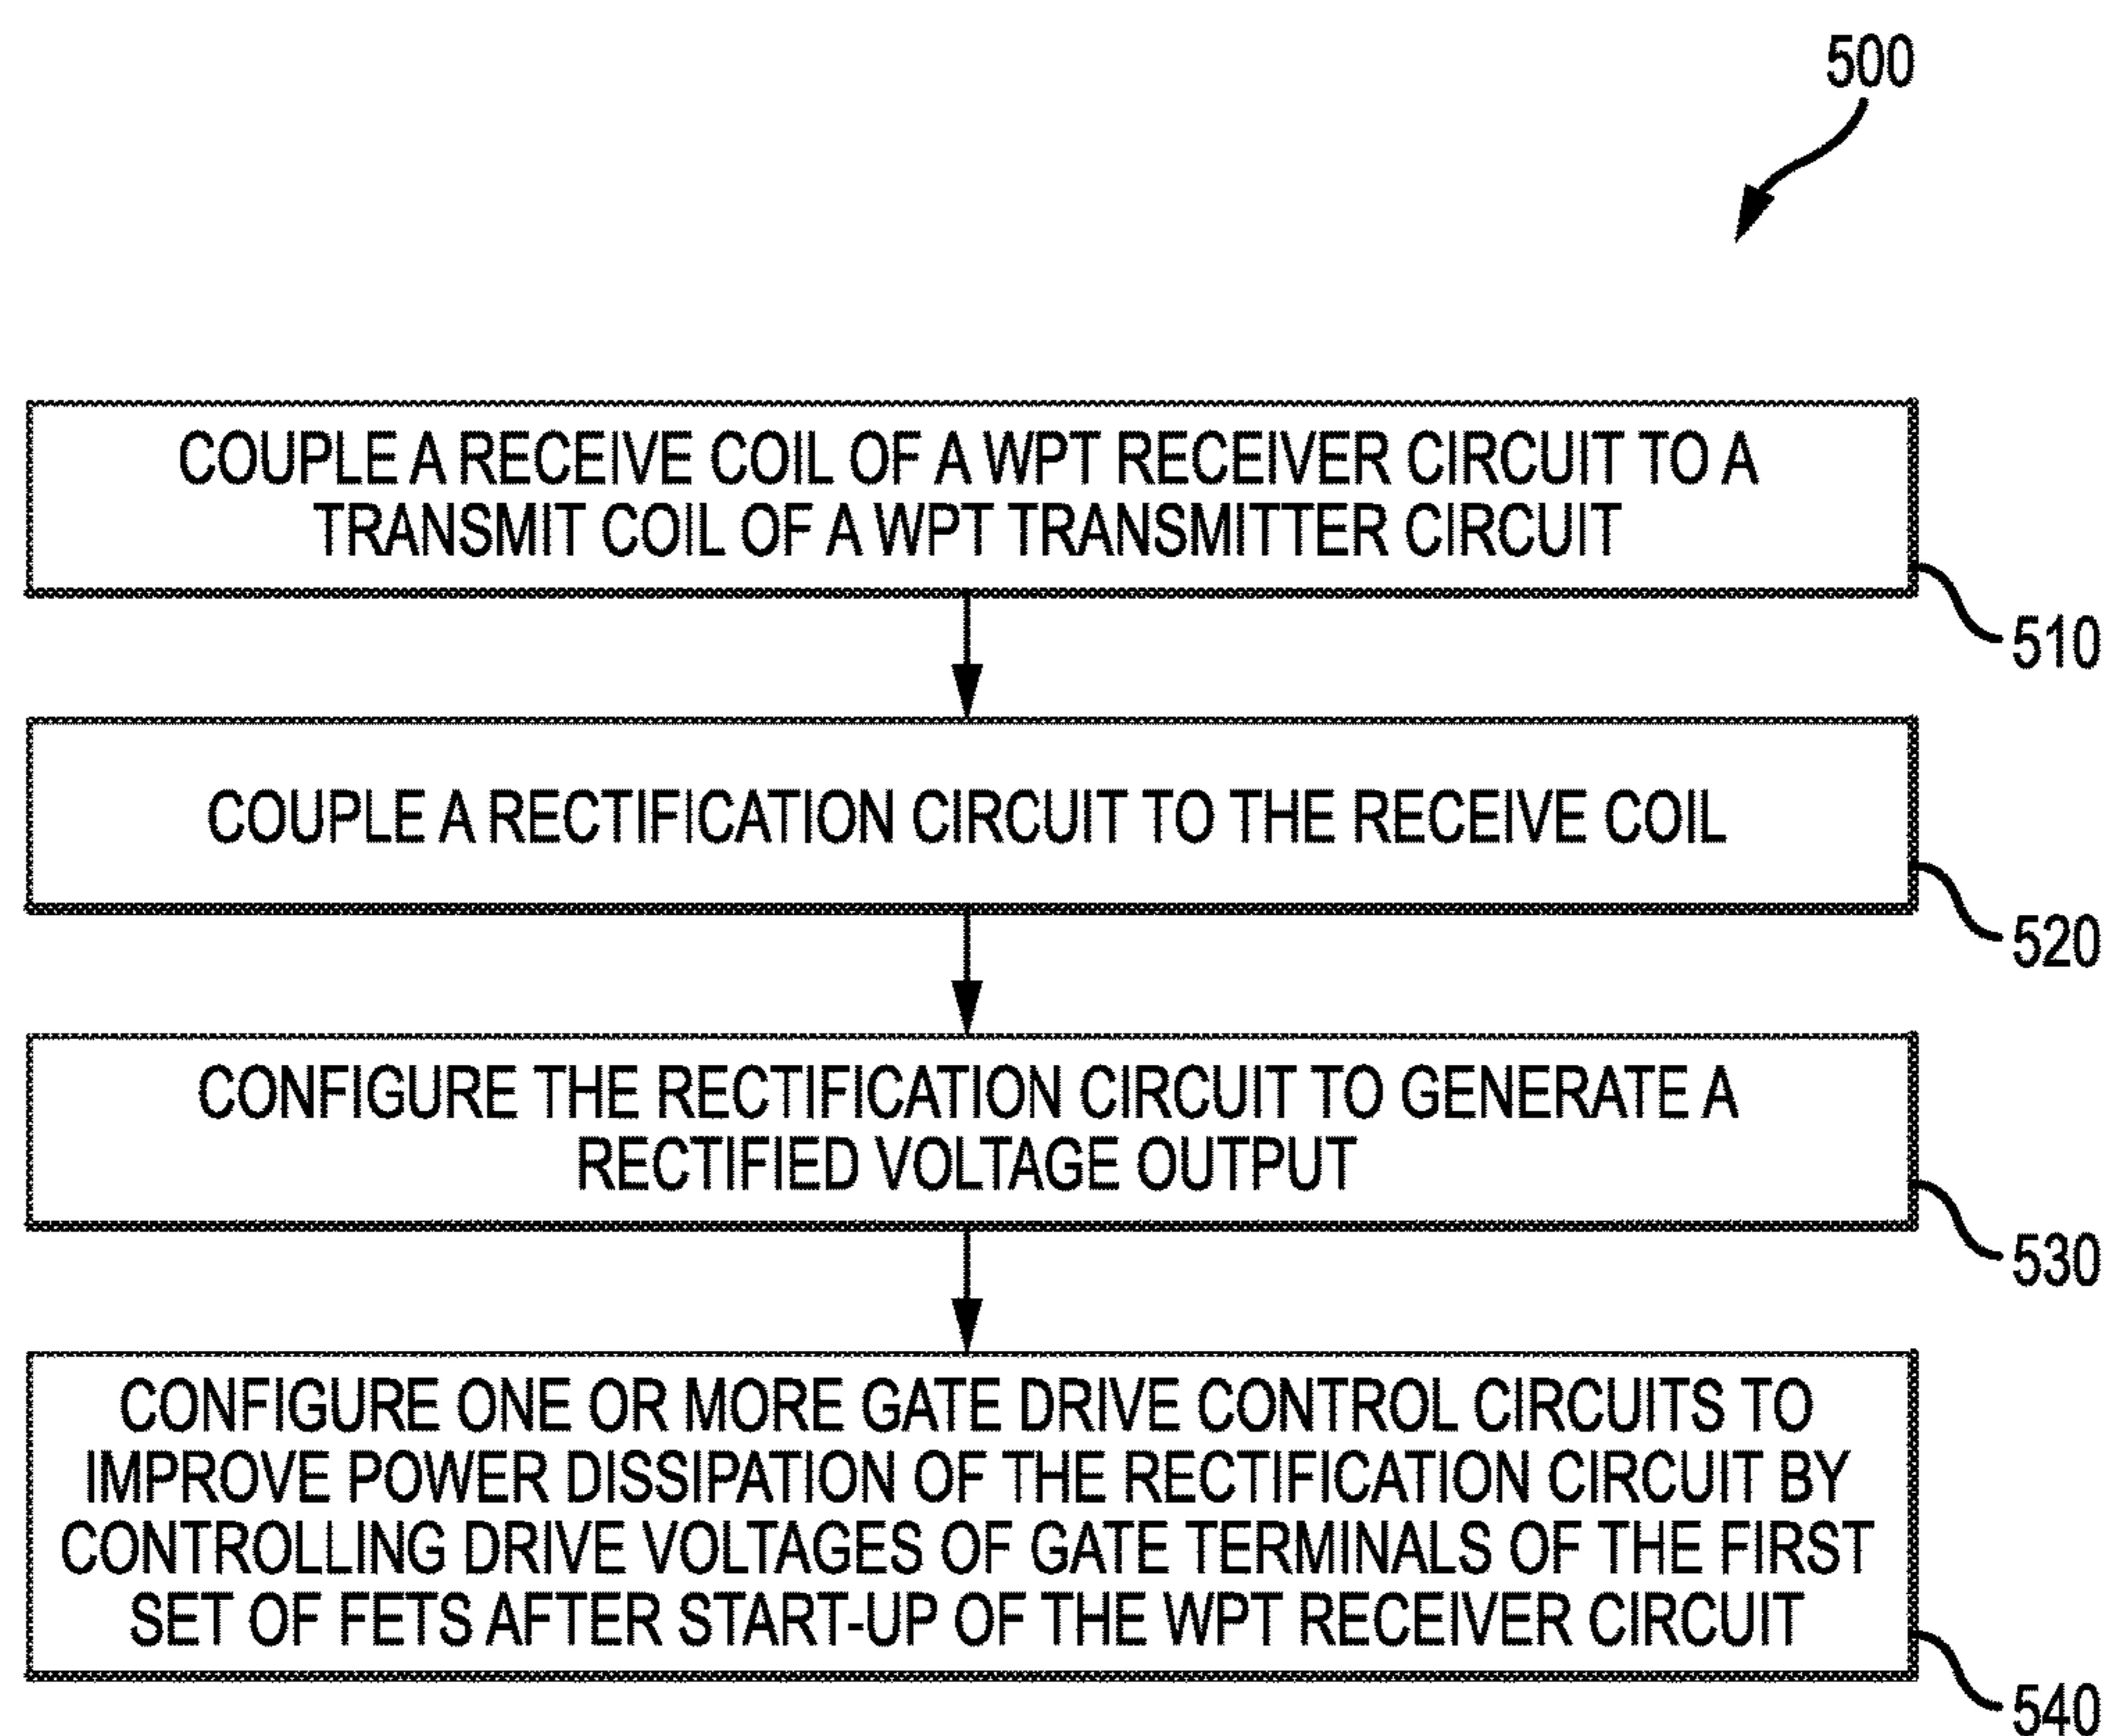 500
COUPLE A RECEIVE COIL OF A WPT RECEIVER CIRCUIT TO A
TRANSMIT COIL OF A WPT TRANSMITTER CIRCUIT
510
COUPLE A RECTIFICATION CIRCUIT TO THE RECEIVE COIL
520
CONFIGURE THE RECTIFICATION CIRCUIT TO GENERATE A
RECTIFIED VOLTAGE OUTPUT
530
CONFIGURE ONE OR MORE GATE DRIVE CONTROL CIRCUITS TO
IMPROVE POWER DISSIPATION OF THE RECTIFICATION CIRCUIT BY
CONTROLLING DRIVE VOLTAGES OF GATE TERMINALS OF THE FIRST
SET OF FETS AFTER START-UP OF THE WPT RECEIVER CIRCUIT
540